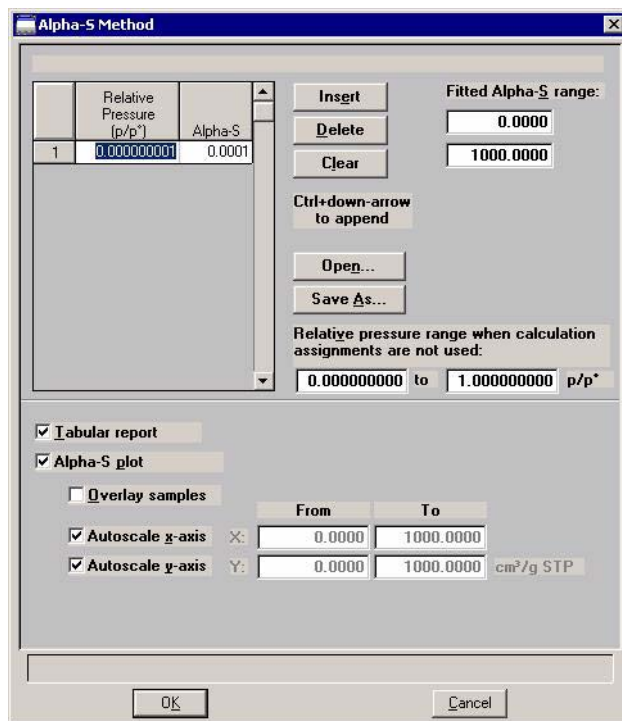 Alpha-S Method
Relative
Pressure
(p/p°)
Alpha-S
1 0.000000001 0.0001
Insert
Delete
Clear
Ctrl+down-arrow
to append
Open...
Save As...
Fitted Alpha-S range:
0.0000
1000.0000
Relative pressure range when calculation
assignments are not used:
0.000000000 to 1.000000000 p/p°
Tabular report
Alpha-S plot
Overlay samples
From To
Autoscale x-axis X: 0.0000 1000.0000
Autoscale y-axis Y: 0.0000 1000.0000 cm³/g STP
OK Cancel